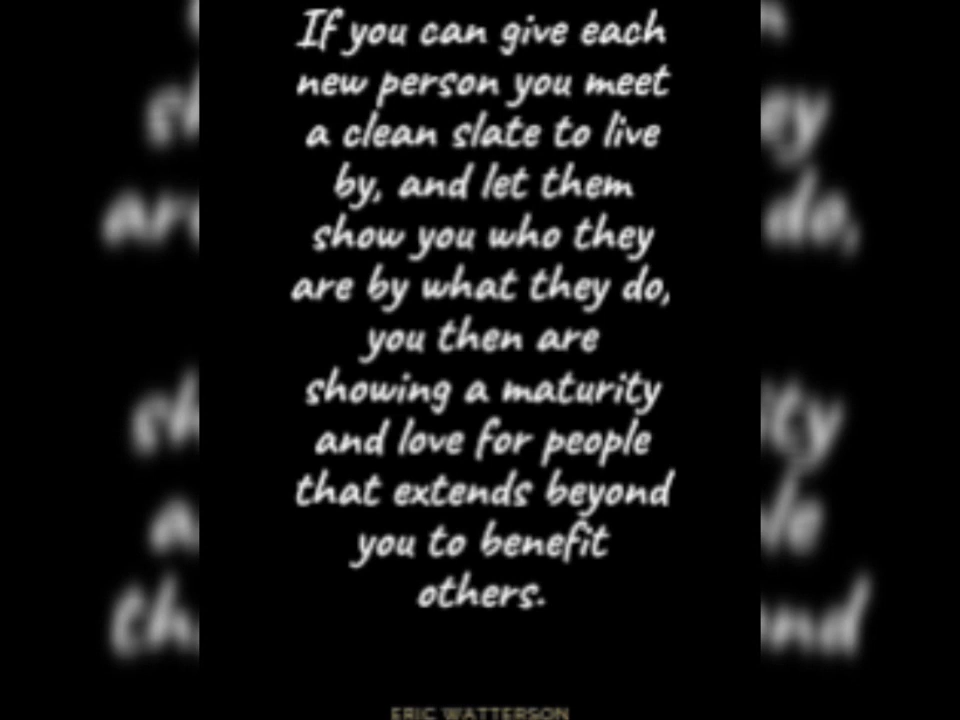 If you can give each
new person you meet
a clean slate to live
by, and let them
show you who they
are by what they do,
you then are
showing a maturity
and love for people
that extends beyond
you to benefit
others.
ERIC WATTERSON